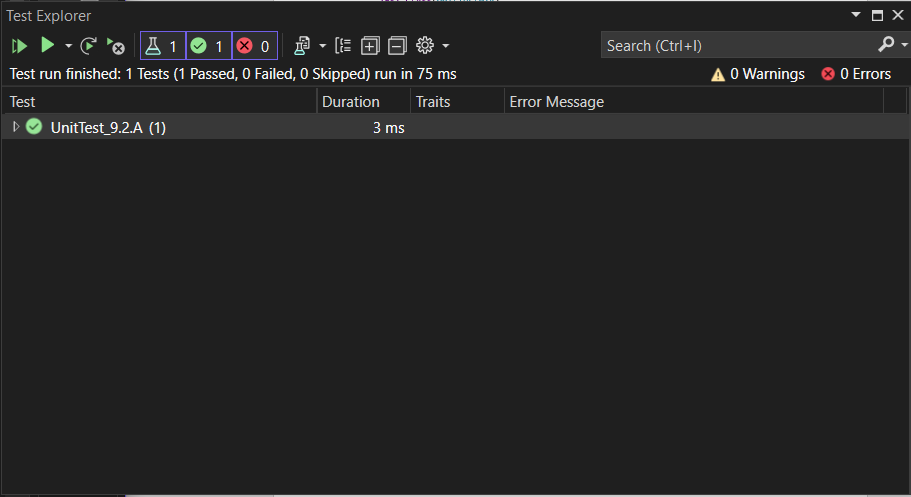 Test Explorer
1 1 0 Search (Ctrl+I)
Test run finished: 1 Tests (1 Passed, 0 Failed, 0 Skipped) run in 75 ms 0 Warnings 0 Errors
Test Duration Traits Error Message
UnitTest_9.2.A (1) 3 ms